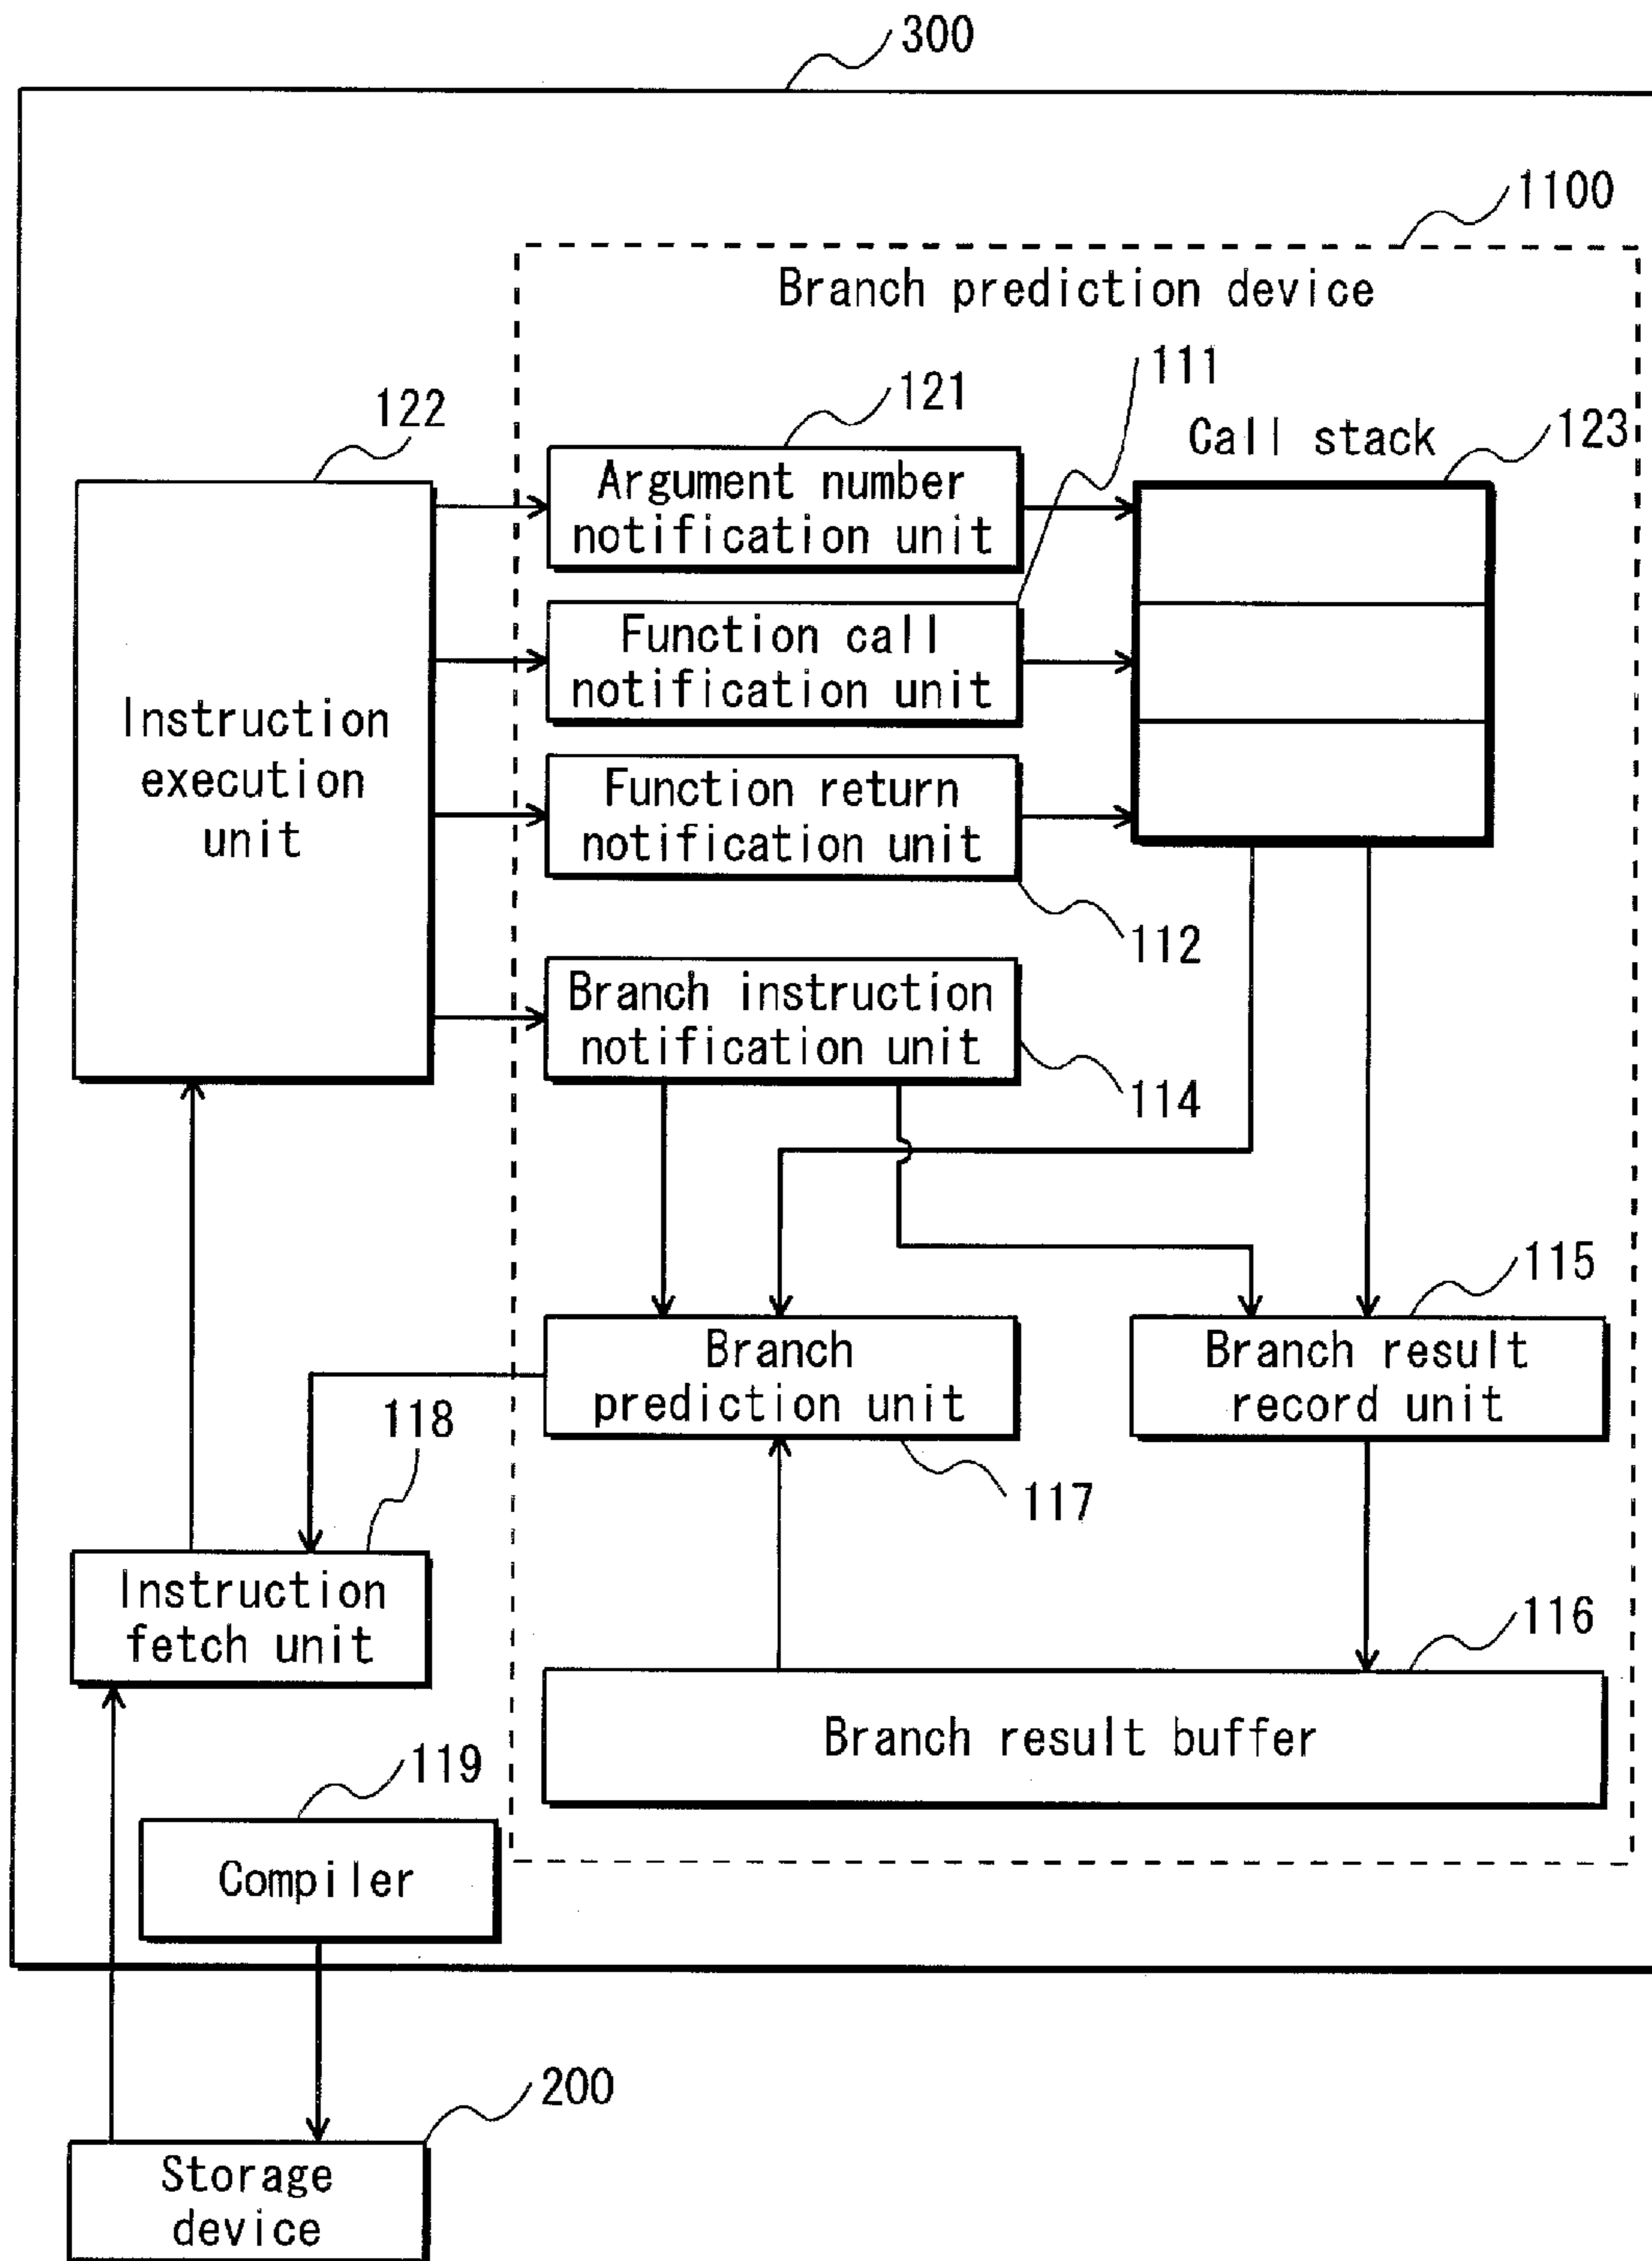 300
1100
Branch prediction device
111
121
122
Call stack
123
Argument number
notification unit
Function call
notification unit
Instruction
execution
unit
Function return
notification unit
112
Branch instruction
notification unit
114
115
Branch
prediction unit
Branch result
record unit
118
117
Instruction
fetch unit
116
Branch result buffer
119
Compiler
200
Storage
device